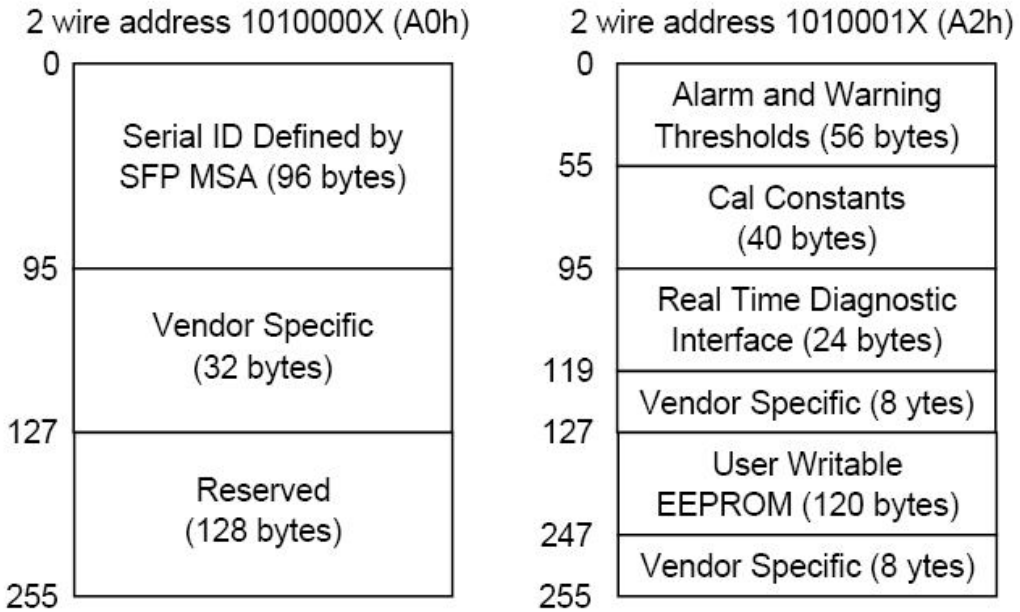 2 wire address 1010000X (A0h)
0
Serial ID Defined by
SFP MSA (96 bytes)
95
Vendor Specific
(32 bytes)
127
Reserved
(128 bytes)
255
2 wire address 1010001X (A2h)
0
Alarm and Warning
Thresholds (56 bytes)
55
Cal Constants
(40 bytes)
95
Real Time Diagnostic
Interface (24 bytes)
119
Vendor Specific (8 ytes)
127
User Writable
EEPROM (120 bytes)
247
Vendor Specific (8 ytes)
255